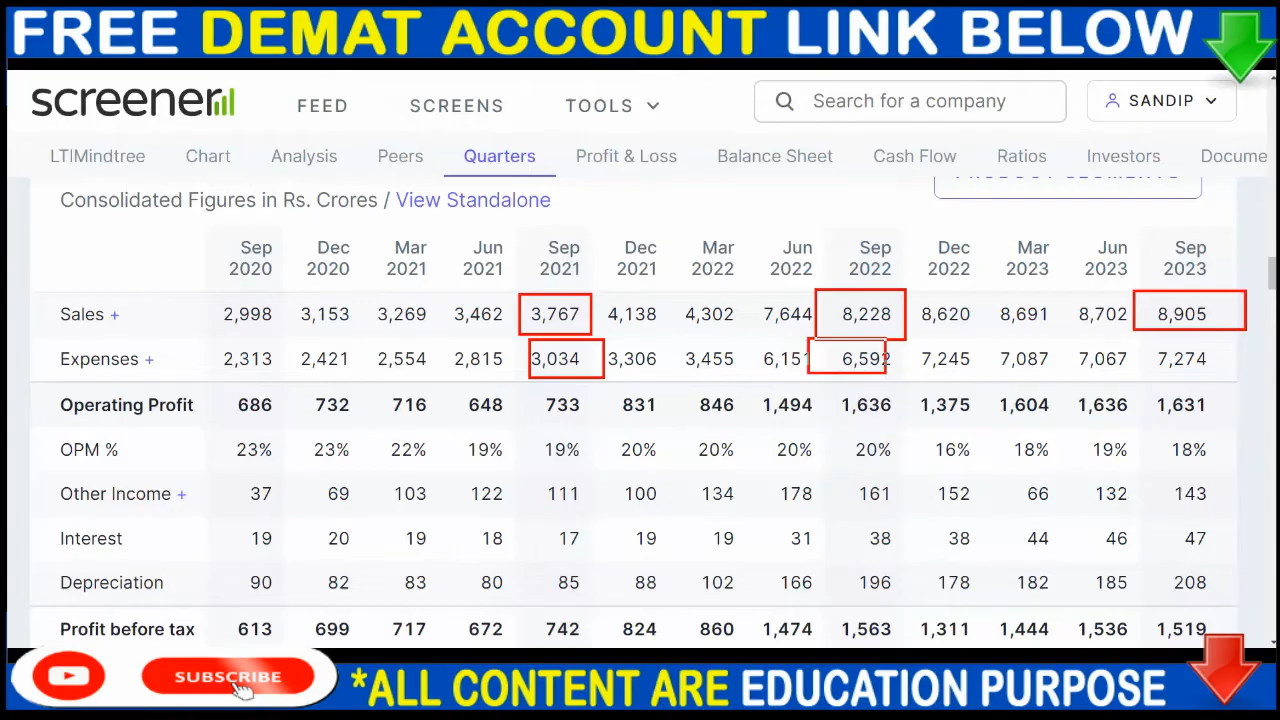 FREE DEMAT ACCOUNT LINK BELOW
screener FEED SCREENS TOOLS Search for a company SANDIP
LTIMindtree Chart Analysis Peers Quarters Profit & Loss Balance Sheet Cash Flow Ratios Investors Docume
PRODUCT SEGMENTS
Consolidated Figures in Rs. Crores / View Standalone
Sep Dec Mar Jun Sep Dec Mar Jun Sep Dec Mar Jun Sep
2020 2020 2021 2021 2021 2021 2022 2022 2022 2022 2023 2023 2023
Sales + 2,998 3,153 3,269 3,462 3,767 4,138 4,302 7,644 8,228 8,620 8,691 8,702 8,905
Expenses + 2,313 2,421 2,554 2,815 3,034 3,306 3,455 6,151 6,592 7,245 7,087 7,067 7,274
Operating Profit 686 732 716 648 733 831 846 1,494 1,636 1,375 1,604 1,636 1,631
OPM % 23% 23% 22% 19% 19% 20% 20% 20% 20% 16% 18% 19% 18%
Other Income + 37 69 103 122 111 100 134 178 161 152 66 132 143
Interest 19 20 19 18 17 19 19 31 38 38 44 46 47
Depreciation 90 82 83 80 85 88 102 166 196 178 182 185 208
Profit before tax 613 699 717 672 742 824 860 1,474 1,563 1,311 1,444 1,536 1,519
SUBSCRIBE
*ALL CONTENT ARE EDUCATION PURPOSE